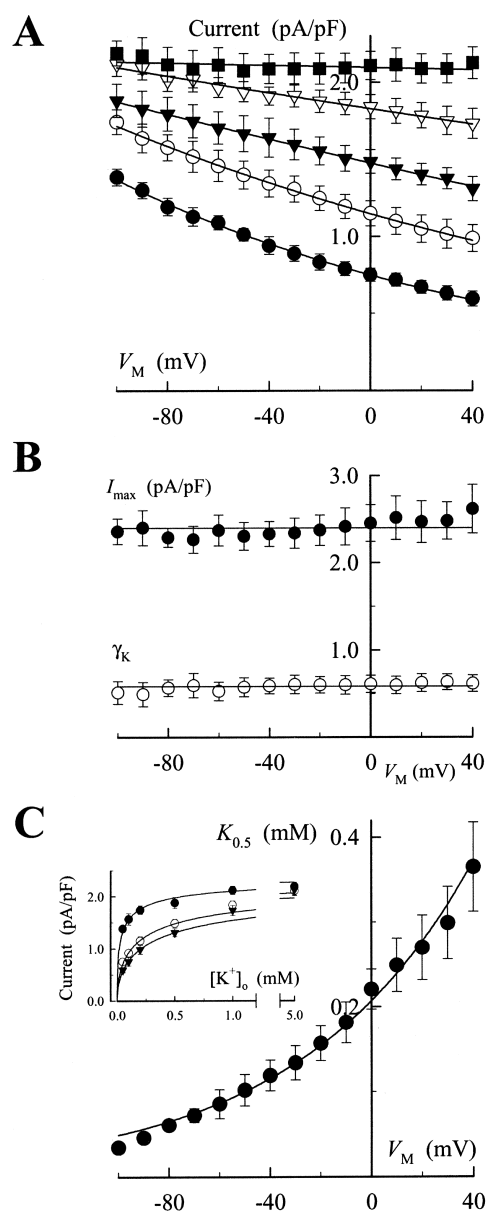 A
Current (pA/pF)
2.0
1.0
V_M (mV)
-80 -40 0 40
B
3.0
I_max (pA/pF)
2.0
1.0
γ_K
-80 -40 0 V_M (mV) 40
C
K_0.5 (mM)
0.4
Current (pA/pF)
2.0
1.0
[K⁺]_o (mM)
0.0
0.0 0.5 1.0 5.0
0.2
V_M (mV)
-80 -40 0 40